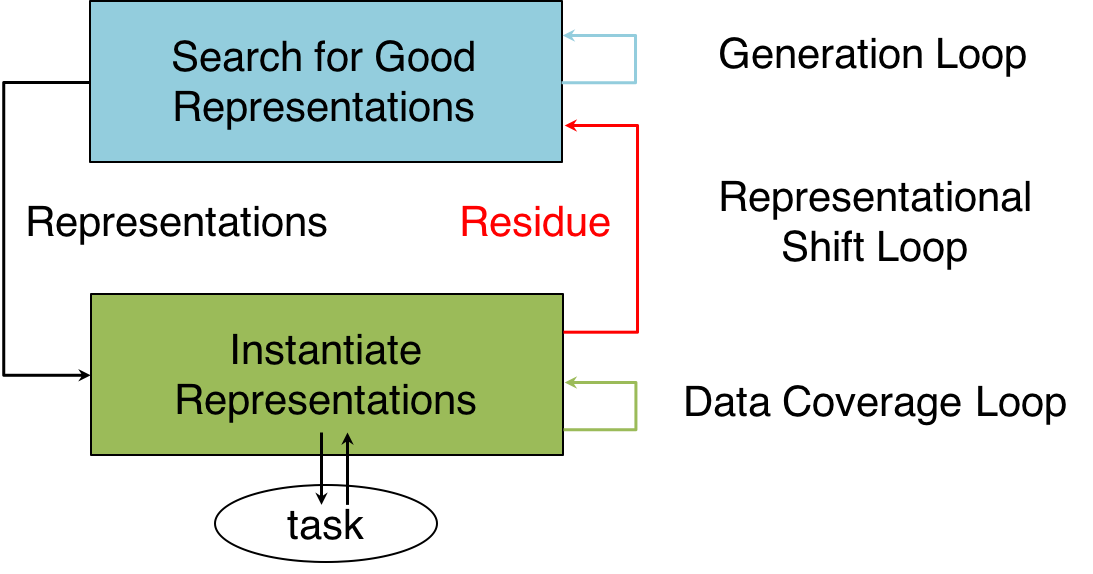 Search for Good
Representations
Generation Loop
Representations
Residue
Representational
Shift Loop
Instantiate
Representations
Data Coverage Loop
task